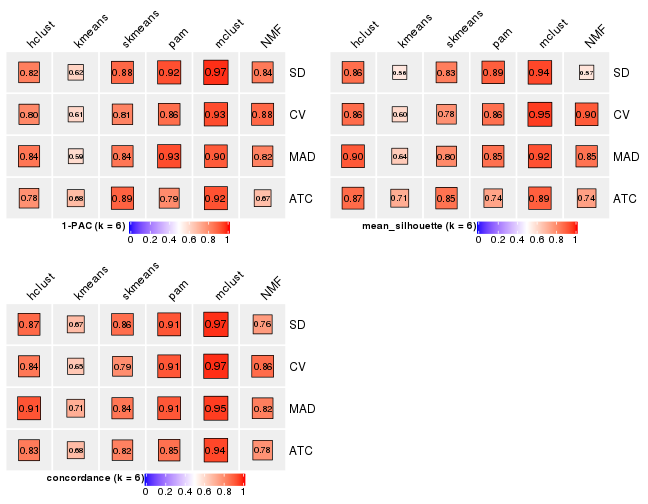 hclust kmeans skmeans pam mclust NMF
0.82 0.62 0.88 0.92 0.97 0.84 SD
0.80 0.61 0.81 0.86 0.93 0.88 CV
0.84 0.59 0.84 0.93 0.90 0.82 MAD
0.78 0.68 0.89 0.79 0.92 0.67 ATC
1-PAC (k = 6)
0 0.2 0.4 0.6 0.8 1
hclust kmeans skmeans pam mclust NMF
0.86 0.56 0.83 0.89 0.94 0.57 SD
0.86 0.60 0.78 0.86 0.95 0.90 CV
0.90 0.64 0.80 0.85 0.92 0.85 MAD
0.87 0.71 0.85 0.74 0.89 0.74 ATC
mean_silhouette (k = 6)
0 0.2 0.4 0.6 0.8 1
hclust kmeans skmeans pam mclust NMF
0.87 0.67 0.86 0.91 0.97 0.76 SD
0.84 0.65 0.79 0.91 0.97 0.86 CV
0.91 0.71 0.84 0.91 0.95 0.82 MAD
0.83 0.68 0.82 0.85 0.94 0.78 ATC
concordance (k = 6)
0 0.2 0.4 0.6 0.8 1